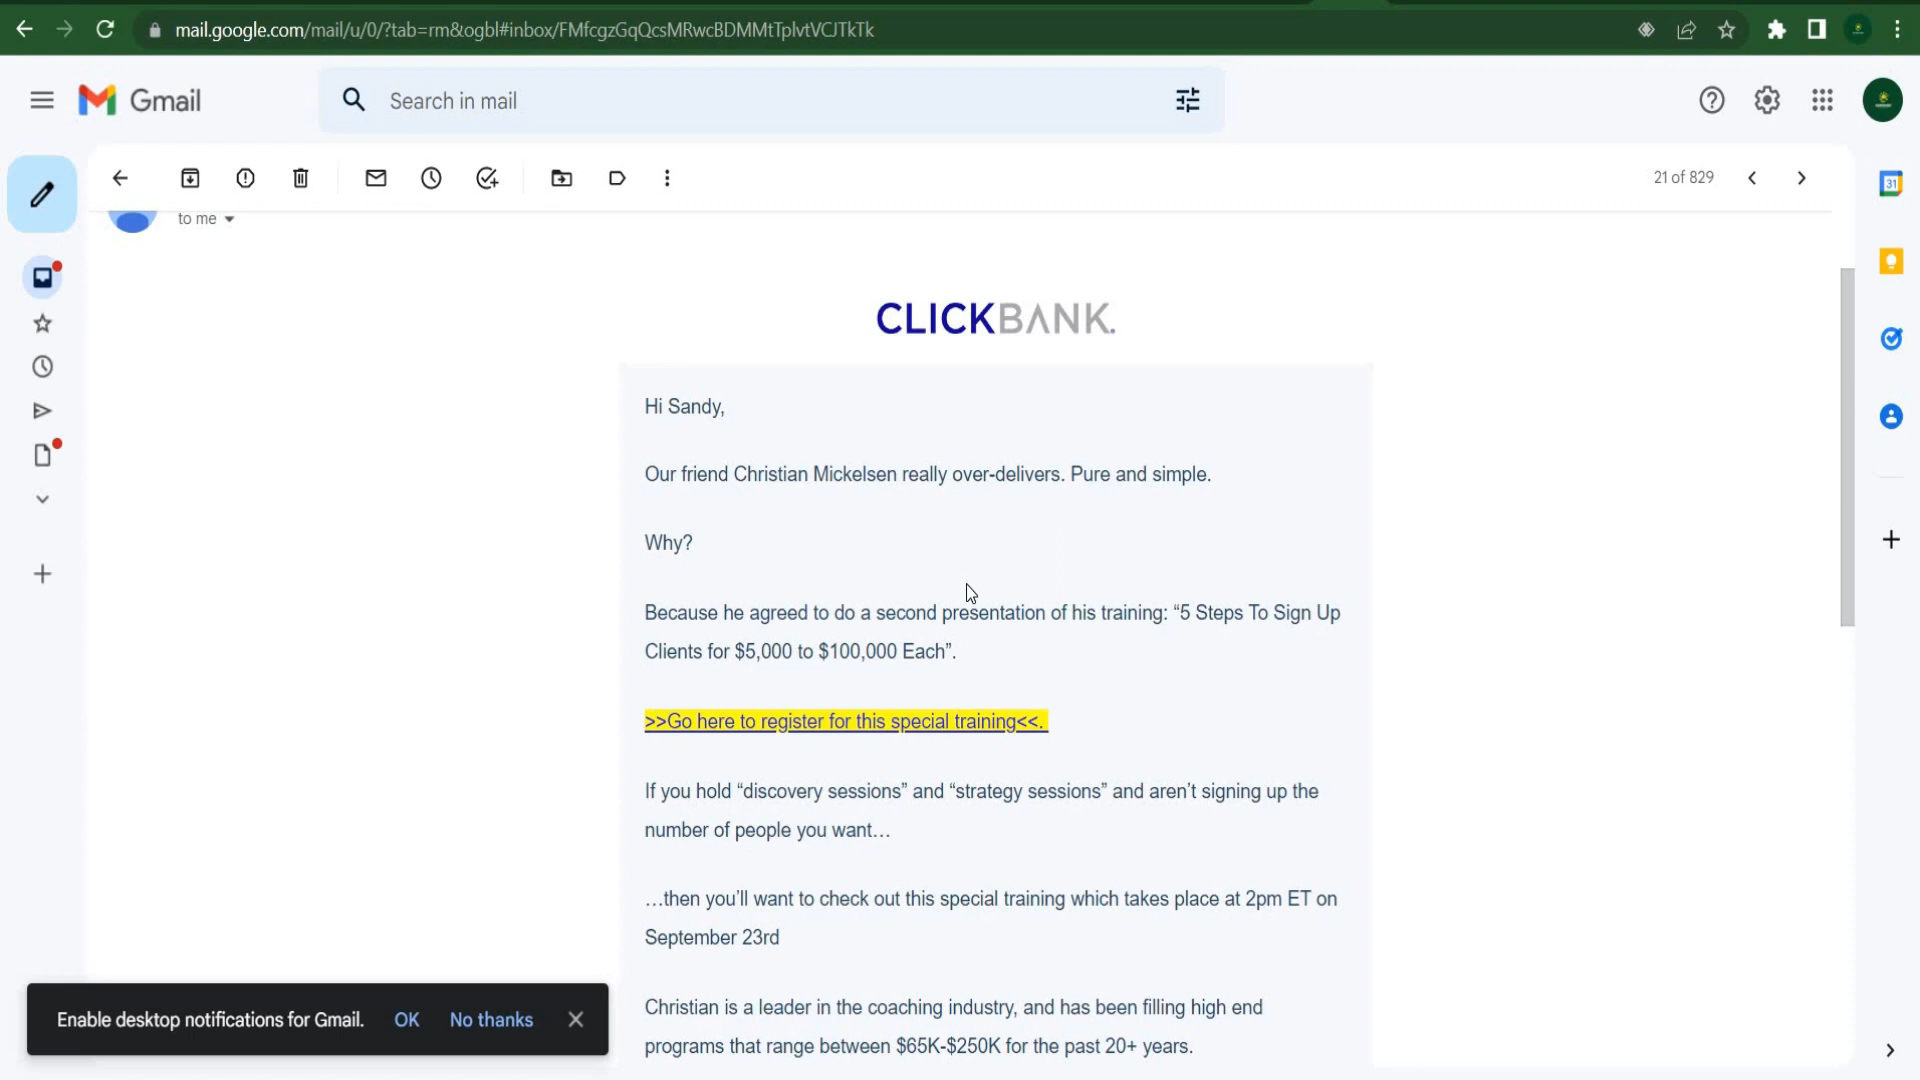 mail.google.com/mail/u/0/?tab=rm&ogbl#inbox/FMfcgzGqQcsMRwcBDMMtTplvtVCJTkTk
Gmail
Search in mail
21 of 829
31
to me
CLICKBANK.
Hi Sandy,
Our friend Christian Mickelsen really over-delivers. Pure and simple.
Why?
Because he agreed to do a second presentation of his training: “5 Steps To Sign Up
Clients for $5,000 to $100,000 Each”.
>>Go here to register for this special training<<.
If you hold “discovery sessions” and “strategy sessions” and aren’t signing up the
number of people you want…
…then you’ll want to check out this special training which takes place at 2pm ET on
September 23rd
Christian is a leader in the coaching industry, and has been filling high end
programs that range between $65K-$250K for the past 20+ years.
Enable desktop notifications for Gmail. OK No thanks